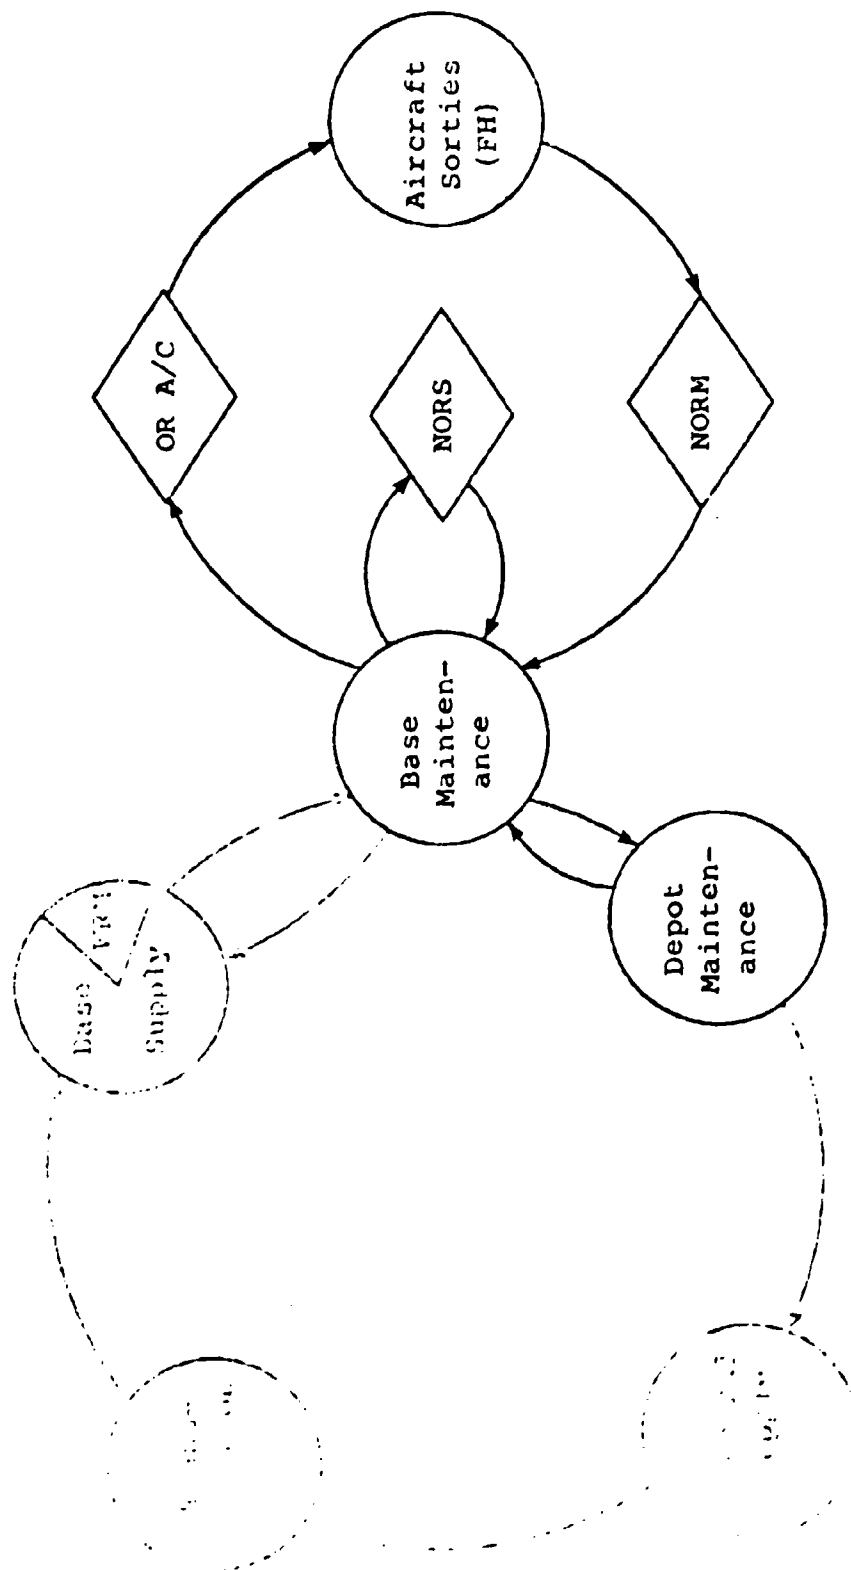 Aircraft
Sorties
(FH)
OR A/C
NORS
NORM
Base
Mainten-
ance
Base
Supply
Depot
Mainten-
ance